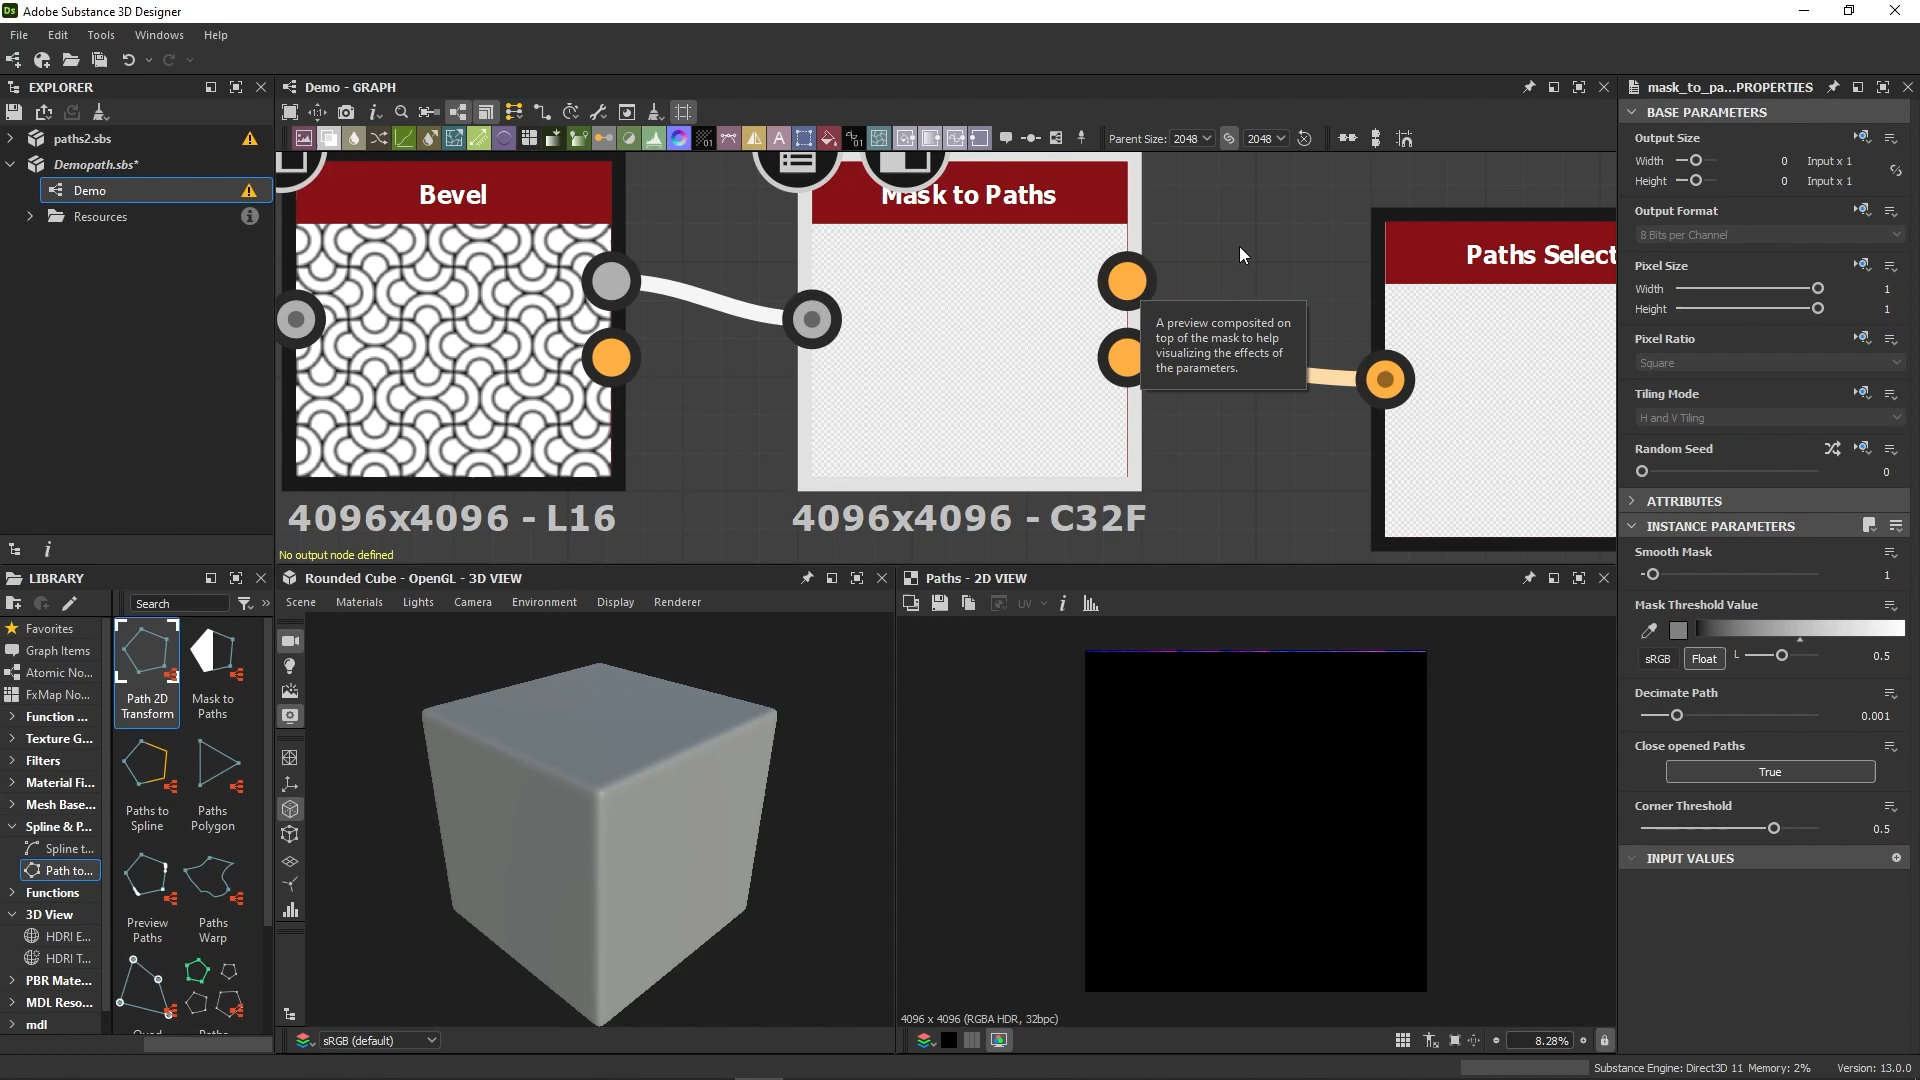 Ds Adobe Substance 3D Designer
File Edit Tools Windows Help
EXPLORER
paths2.sbs
Demopath.sbs*
Demo
Resources
Demo - GRAPH
Parent Size: 2048 2048
Bevel
Mask to Paths
Paths Select
A preview composited on
top of the mask to help
visualizing the effects of
the parameters.
4096x4096 - L16
4096x4096 - C32F
No output node defined
LIBRARY
Search
Favorites
Graph Items
Atomic No...
FxMap No...
Function ...
Texture G...
Filters
Material Fi...
Mesh Base...
Spline & P...
Spline t...
Path to...
Functions
3D View
HDRI E...
HDRI T...
PBR Mate...
MDL Reso...
mdl
Path 2D
Transform
Mask to
Paths
Paths to
Spline
Paths
Polygon
Preview
Paths
Paths
Warp
Quad
Paths
Rounded Cube - OpenGL - 3D VIEW
Scene Materials Lights Camera Environment Display Renderer
sRGB (default)
Paths - 2D VIEW
UV
4096 x 4096 (RGBA HDR, 32bpc)
8.28%
mask_to_pa...PROPERTIES
BASE PARAMETERS
Output Size
Width 0 Input x 1
Height 0 Input x 1
Output Format
8 Bits per Channel
Pixel Size
Width 1
Height 1
Pixel Ratio
Square
Tiling Mode
H and V Tiling
Random Seed
0
ATTRIBUTES
INSTANCE PARAMETERS
Smooth Mask
1
Mask Threshold Value
sRGB Float L 0.5
Decimate Path
0.001
Close opened Paths
True
Corner Threshold
0.5
INPUT VALUES
Substance Engine: Direct3D 11 Memory: 2% Version: 13.0.0